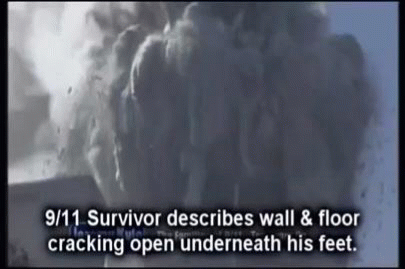 9/11 Survivor describes wall & floor
cracking open underneath his feet.